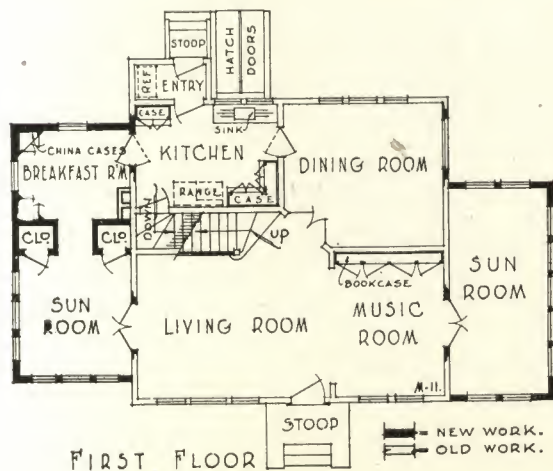 STOOP
HATCH
DOORS
REF.
ENTRY
CASE
SINK
CHINA CASES
BREAKFAST R'M
KITCHEN
DINING ROOM
RANGE
CASE
DOWN
UP
CLO.
CLO.
BOOKCASE
SUN
ROOM
LIVING ROOM
MUSIC
ROOM
SUN
ROOM
M-11.
STOOP
FIRST FLOOR
= NEW WORK.
= OLD WORK.